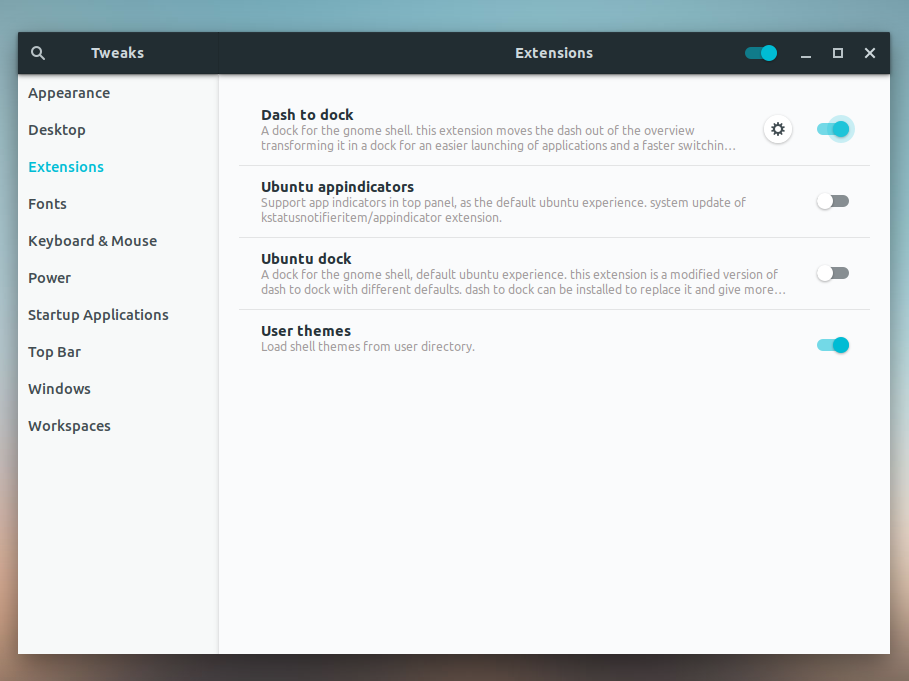 Tweaks
Extensions
Appearance
Desktop
Extensions
Fonts
Keyboard & Mouse
Power
Startup Applications
Top Bar
Windows
Workspaces
Dash to dock
A dock for the gnome shell. this extension moves the dash out of the overview
transforming it in a dock for an easier launching of applications and a faster switchin…
Ubuntu appindicators
Support app indicators in top panel, as the default ubuntu experience. system update of
kstatusnotifieritem/appindicator extension.
Ubuntu dock
A dock for the gnome shell, default ubuntu experience. this extension is a modified version of
dash to dock with different defaults. dash to dock can be installed to replace it and give more…
User themes
Load shell themes from user directory.